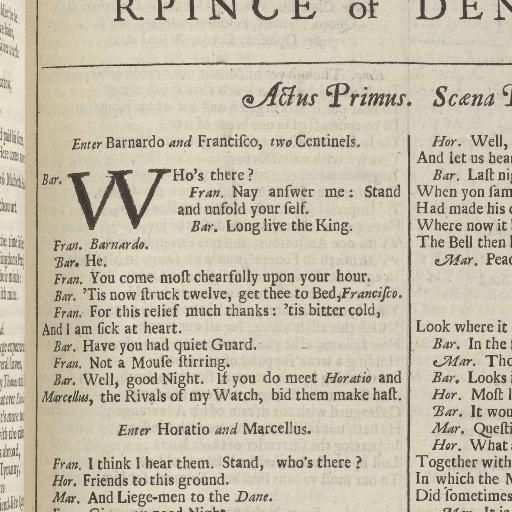 RPINCE OF DEN
Actus Primus. Scæna
Enter Barnardo and Franciſco, two Centinels.
Bar. WHo's there?
Fran. Nay anſwer me: Stand
and unfold your ſelf.
Bar. Long live the King.
Fran. Barnardo.
Bar. He.
Fran. You come moſt chearfully upon your hour.
Bar. 'Tis now ſtruck twelve, get thee to Bed, Franciſco.
Fran. For this relief much thanks: 'tis bitter cold,
And I am ſick at heart.
Bar. Have you had quiet Guard.
Fran. Not a Mouſe ſtirring.
Bar. Well, good Night. If you do meet Horatio and
Marcellus, the Rivals of my Watch, bid them make haſt.
Enter Horatio and Marcellus.
Fran. I think I hear them. Stand, who's there?
Hor. Friends to this ground.
Mar. And Liege-men to the Dane.
Hor. Well,
And let us hear
Bar. Laſt nig
When yon ſam
Had made his c
Where now it
The Bell then
Mar. Peac
Look where it
Bar. In the ſ
Mar. Tho
Bar. Looks
Hor. Moſt l
Bar. It wou
Mar. Queſti
Hor. What
Together with
In which the M
Did ſometimes